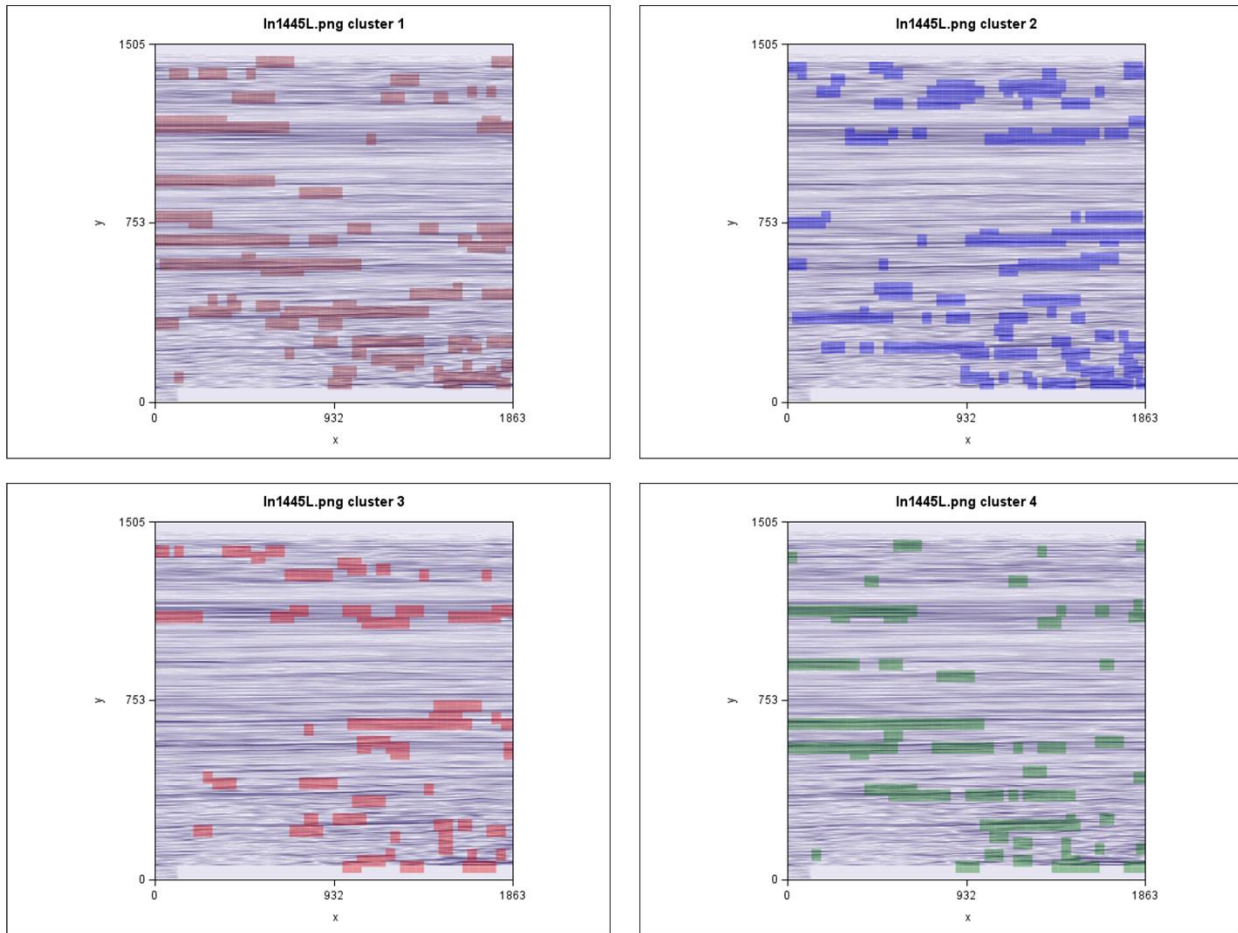 ln1445L.png cluster 1
1505
753
0
y
0
932
1863
x
ln1445L.png cluster 2
1505
753
0
y
0
932
1863
x
ln1445L.png cluster 3
1505
753
0
y
0
932
1863
x
ln1445L.png cluster 4
1505
753
0
y
0
932
1863
x